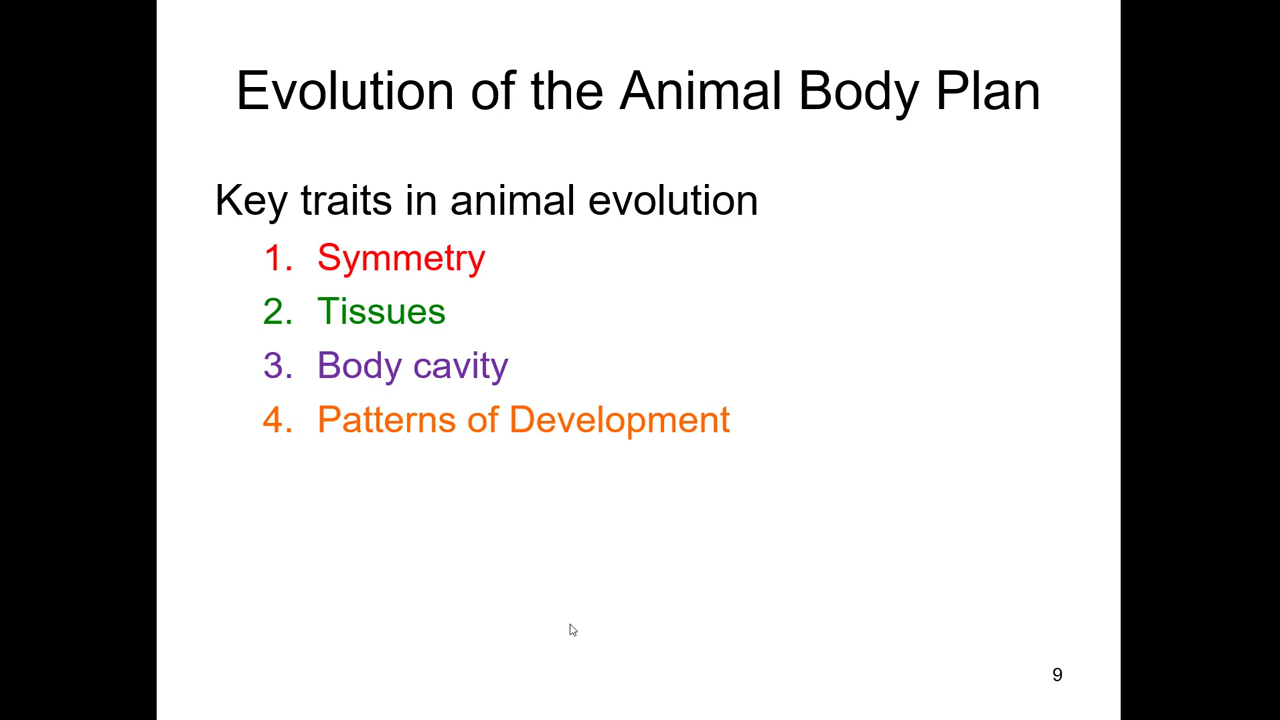 Evolution of the Animal Body Plan
Key traits in animal evolution
1. Symmetry
2. Tissues
3. Body cavity
4. Patterns of Development
9